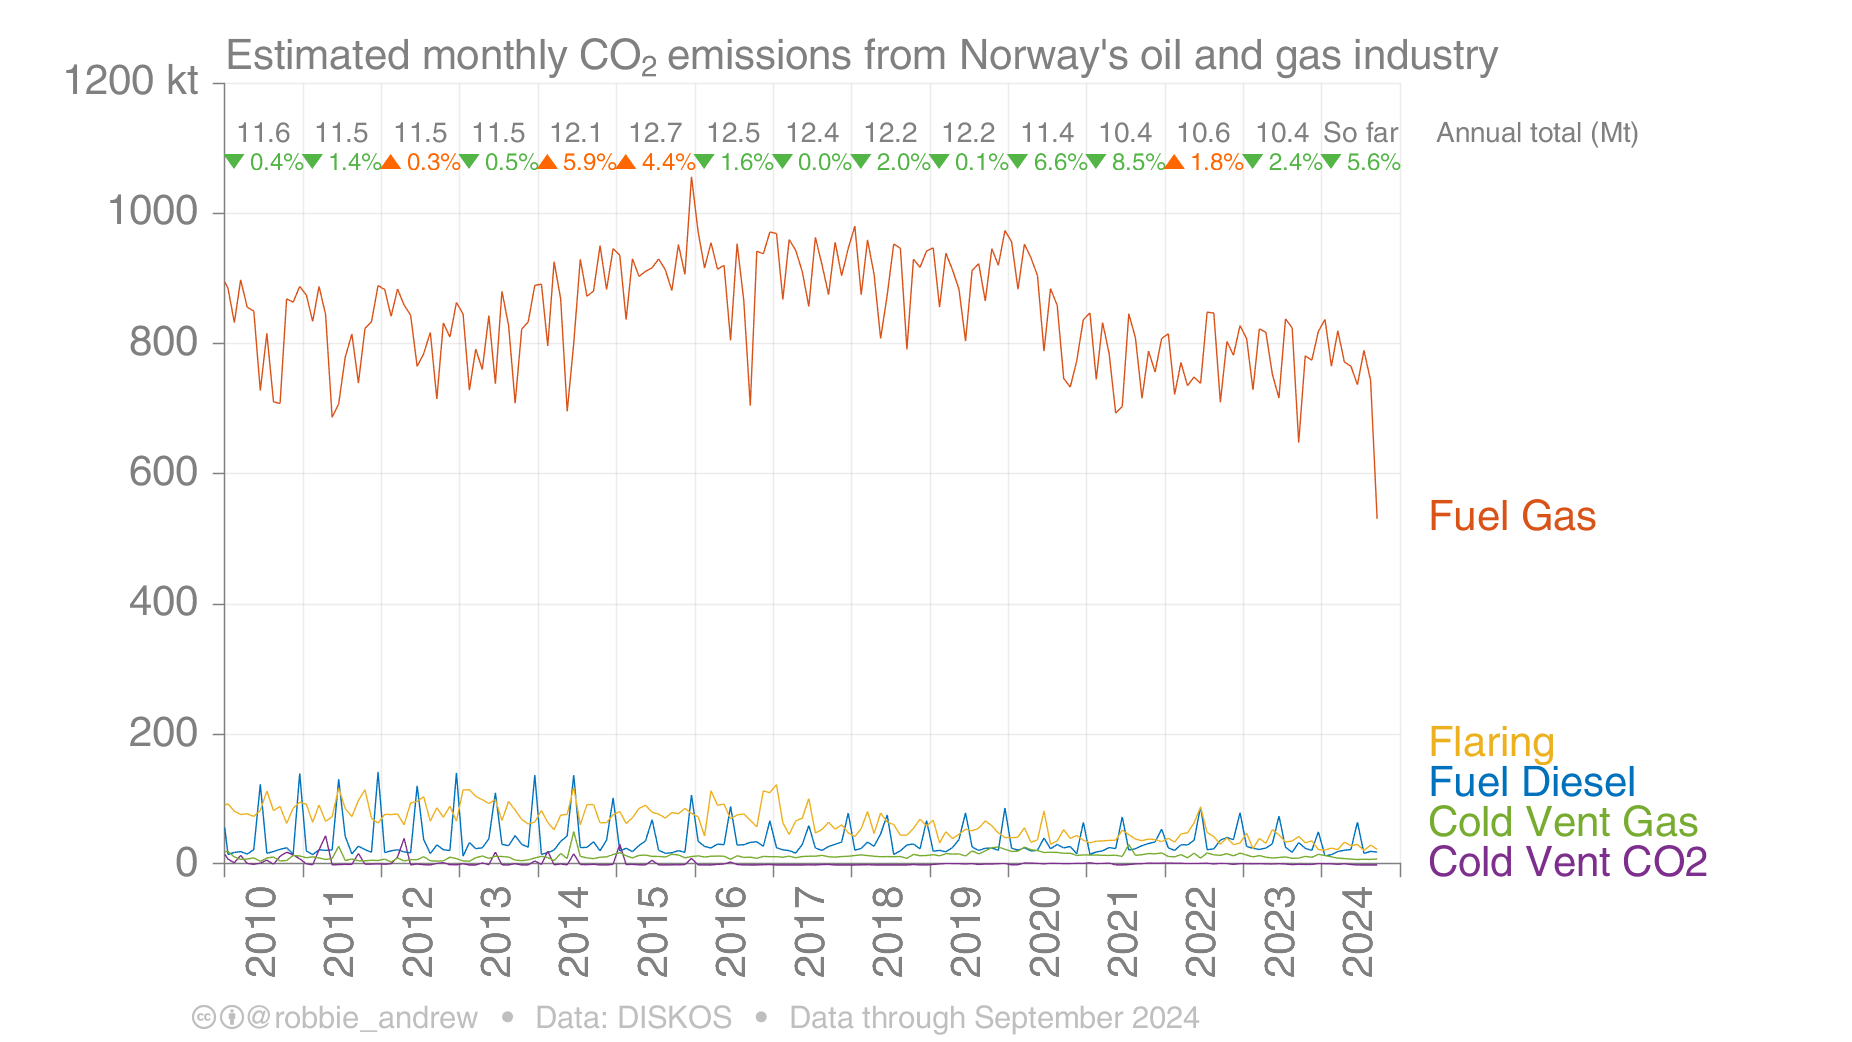 Estimated monthly CO₂ emissions from Norway's oil and gas industry
1200 kt
11.6 11.5 11.5 11.5 12.1 12.7 12.5 12.4 12.2 12.2 11.4 10.4 10.6 10.4 So far Annual total (Mt)
▼ 0.4% ▼ 1.4% ▲ 0.3% ▼ 0.5% ▲ 5.9% ▲ 4.4% ▼ 1.6% ▼ 0.0% ▼ 2.0% ▼ 0.1% ▼ 6.6% ▼ 8.5% ▲ 1.8% ▼ 2.4% ▼ 5.6%
1000
800
600
400
200
0
Fuel Gas
Flaring
Fuel Diesel
Cold Vent Gas
Cold Vent CO2
2010 2011 2012 2013 2014 2015 2016 2017 2018 2019 2020 2021 2022 2023 2024
@robbie_andrew • Data: DISKOS • Data through September 2024